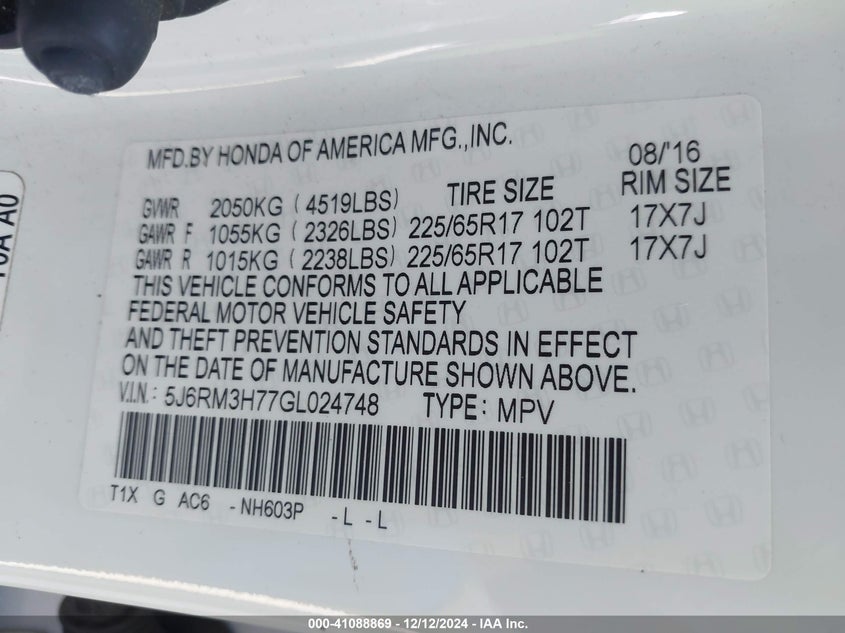 MFD.BY HONDA OF AMERICA MFG.,INC.
08/'16
GVWR 2050KG ( 4519LBS) TIRE SIZE RIM SIZE
GAWR F 1055KG ( 2326LBS) 225/65R17 102T 17X7J
GAWR R 1015KG ( 2238LBS) 225/65R17 102T 17X7J
THIS VEHICLE CONFORMS TO ALL APPLICABLE
FEDERAL MOTOR VEHICLE SAFETY
AND THEFT PREVENTION STANDARDS IN EFFECT
ON THE DATE OF MANUFACTURE SHOWN ABOVE.
V.I.N.: 5J6RM3H77GL024748 TYPE: MPV
T1X G AC6 - NH603P - L - L
000-41088869 / 12/12/2024 - IAA Inc.